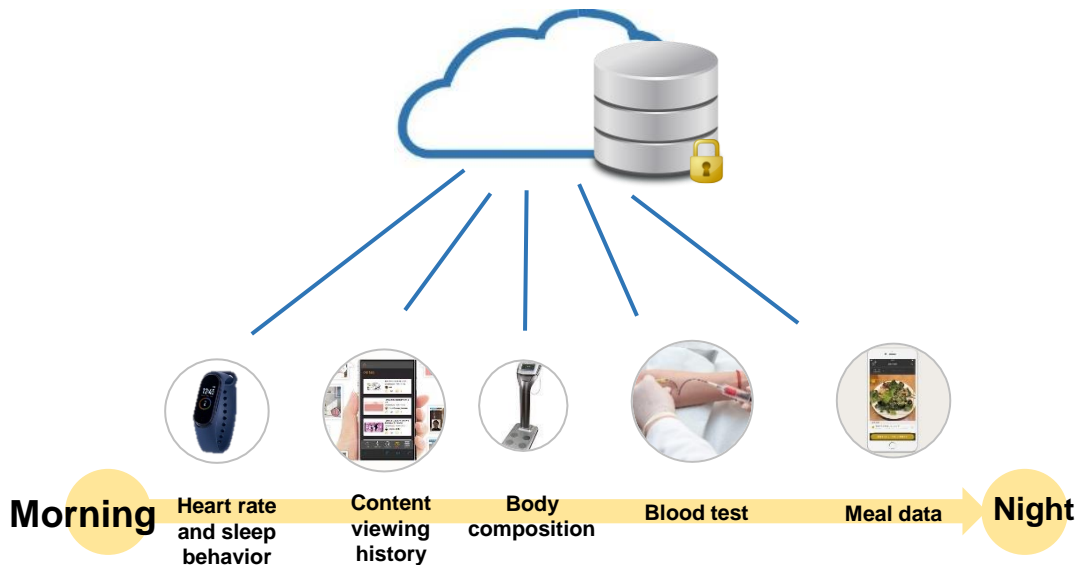 Morning
Heart rate
and sleep
behavior
Content
viewing
history
Body
composition
Blood test
Meal data
Night